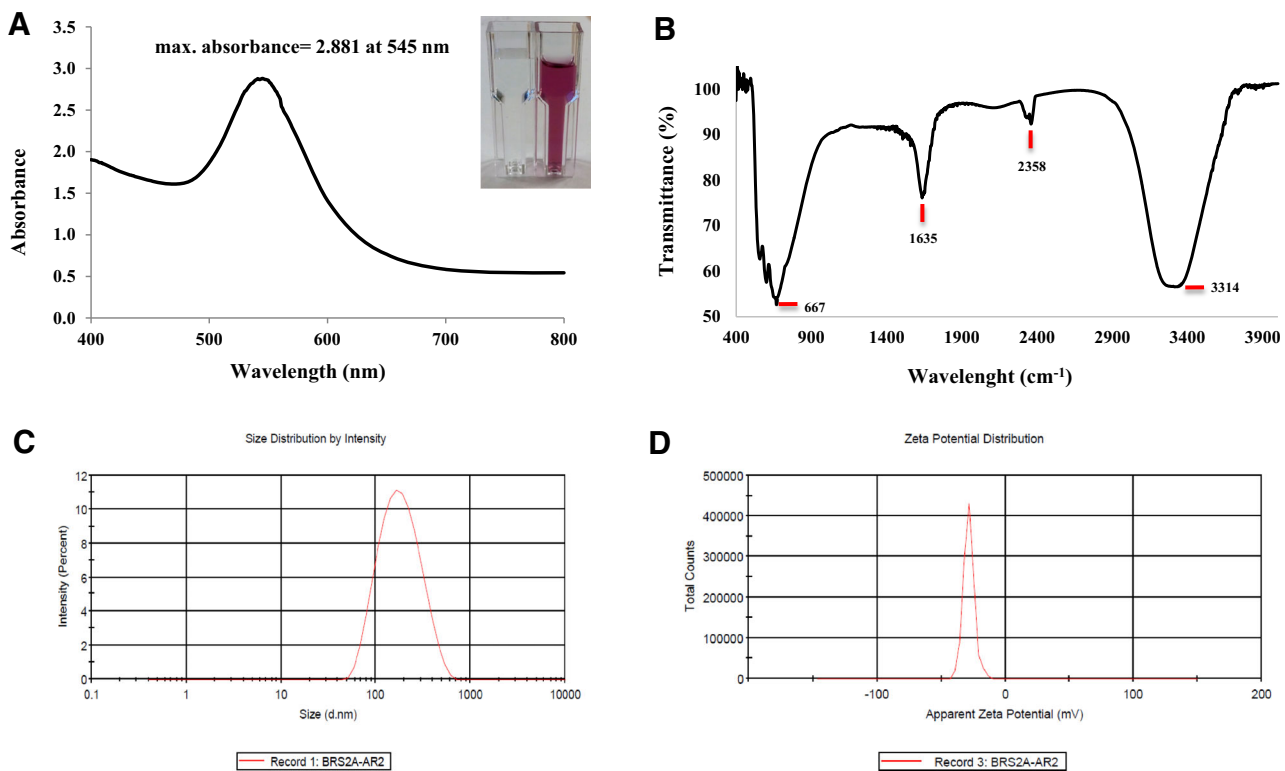 A
max. absorbance= 2.881 at 545 nm
3.5
3.0
2.5
2.0
1.5
1.0
0.5
0.0
Absorbance
400 500 600 700 800
Wavelength (nm)
B
100
90
80
70
60
50
Transmittance (%)
2358
1635
667
3314
400 900 1400 1900 2400 2900 3400 3900
Wavelenght (cm-1)
C
Size Distribution by Intensity
12
10
8
6
4
2
0
Intensity (Percent)
0.1 1 10 100 1000 10000
Size (d.nm)
Record 1: BRS2A-AR2
D
Zeta Potential Distribution
500000
400000
300000
200000
100000
0
Total Counts
-100 0 100 200
Apparent Zeta Potential (mV)
Record 3: BRS2A-AR2